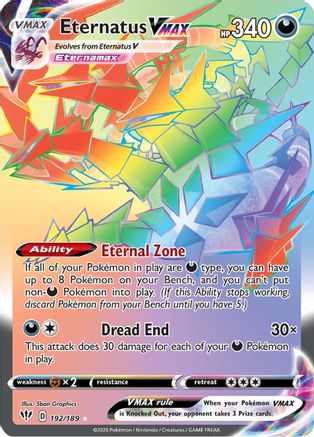 VMAX Eternatus VMAX HP 340
Evolves from Eternatus V
Eternamax
Ability Eternal Zone
If all of your Pokémon in play are type, you can have
up to 8 Pokémon on your Bench, and you can't put
non- Pokémon into play. (If this Ability stops working,
discard Pokémon from your Bench until you have 5.)
Dread End 30×
This attack does 30 damage for each of your
Pokémon in play.
weakness ×2 resistance retreat
Illus. 5ban Graphics
D 192/189
VMAX rule When your Pokémon VMAX
is Knocked Out, your opponent takes 3 Prize cards.
©2020 Pokémon / Nintendo / Creatures / GAME FREAK